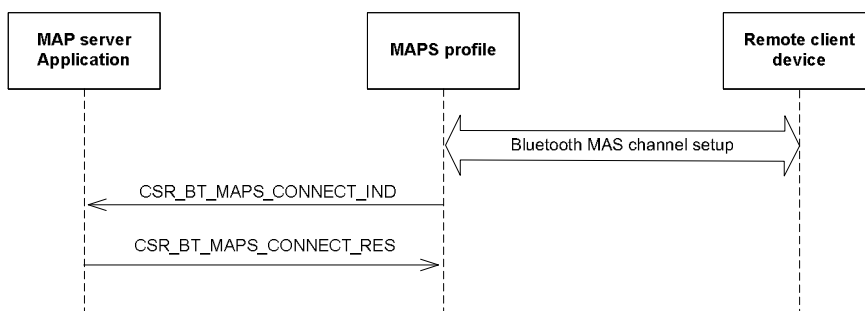 MAP server
Application
MAPS profile
Remote client
device
Bluetooth MAS channel setup
CSR_BT_MAPS_CONNECT_IND
CSR_BT_MAPS_CONNECT_RES